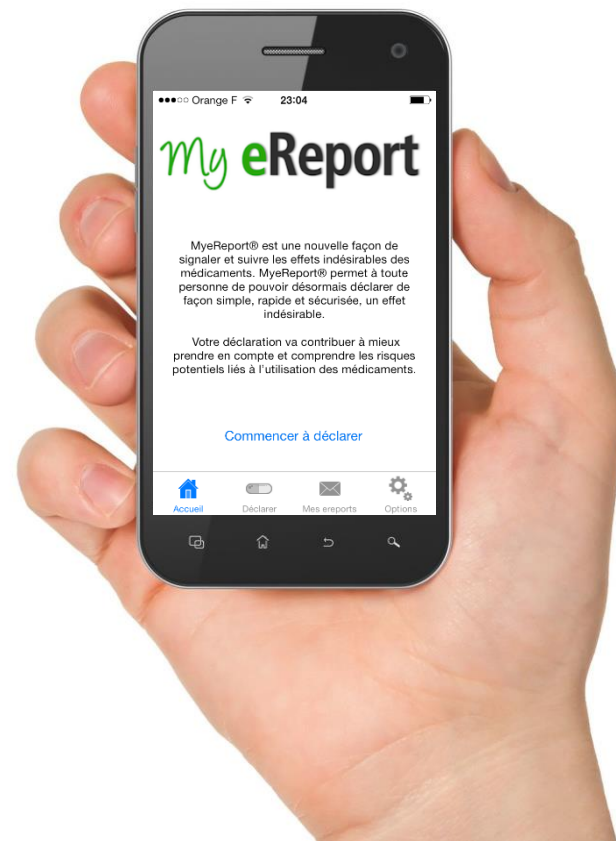 Orange F 23:04
My eReport
MyeReport® est une nouvelle façon de
signaler et suivre les effets indésirables des
médicaments. MyeReport® permet à toute
personne de pouvoir désormais déclarer de
façon simple, rapide et sécurisée, un effet
indésirable.
Votre déclaration va contribuer à mieux
prendre en compte et comprendre les risques
potentiels liés à l'utilisation des médicaments.
Commencer à déclarer
Accueil Déclarer Mes ereports Options